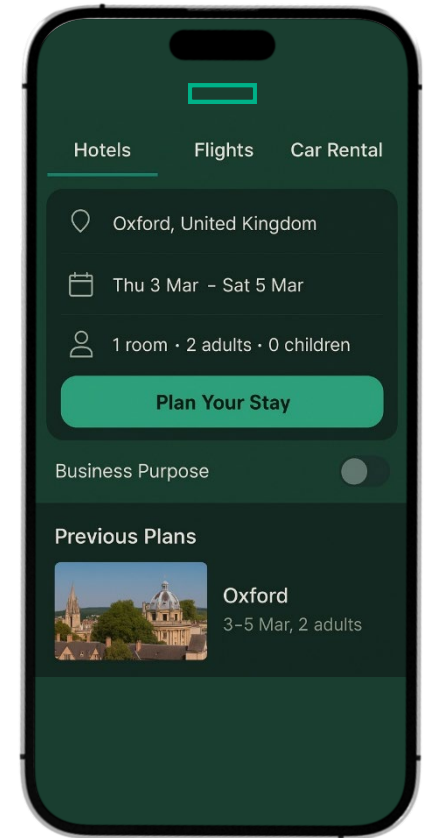 Hotels Flights Car Rental
Oxford, United Kingdom
Thu 3 Mar – Sat 5 Mar
1 room · 2 adults · 0 children
Plan Your Stay
Business Purpose
Previous Plans
Oxford
3–5 Mar, 2 adults